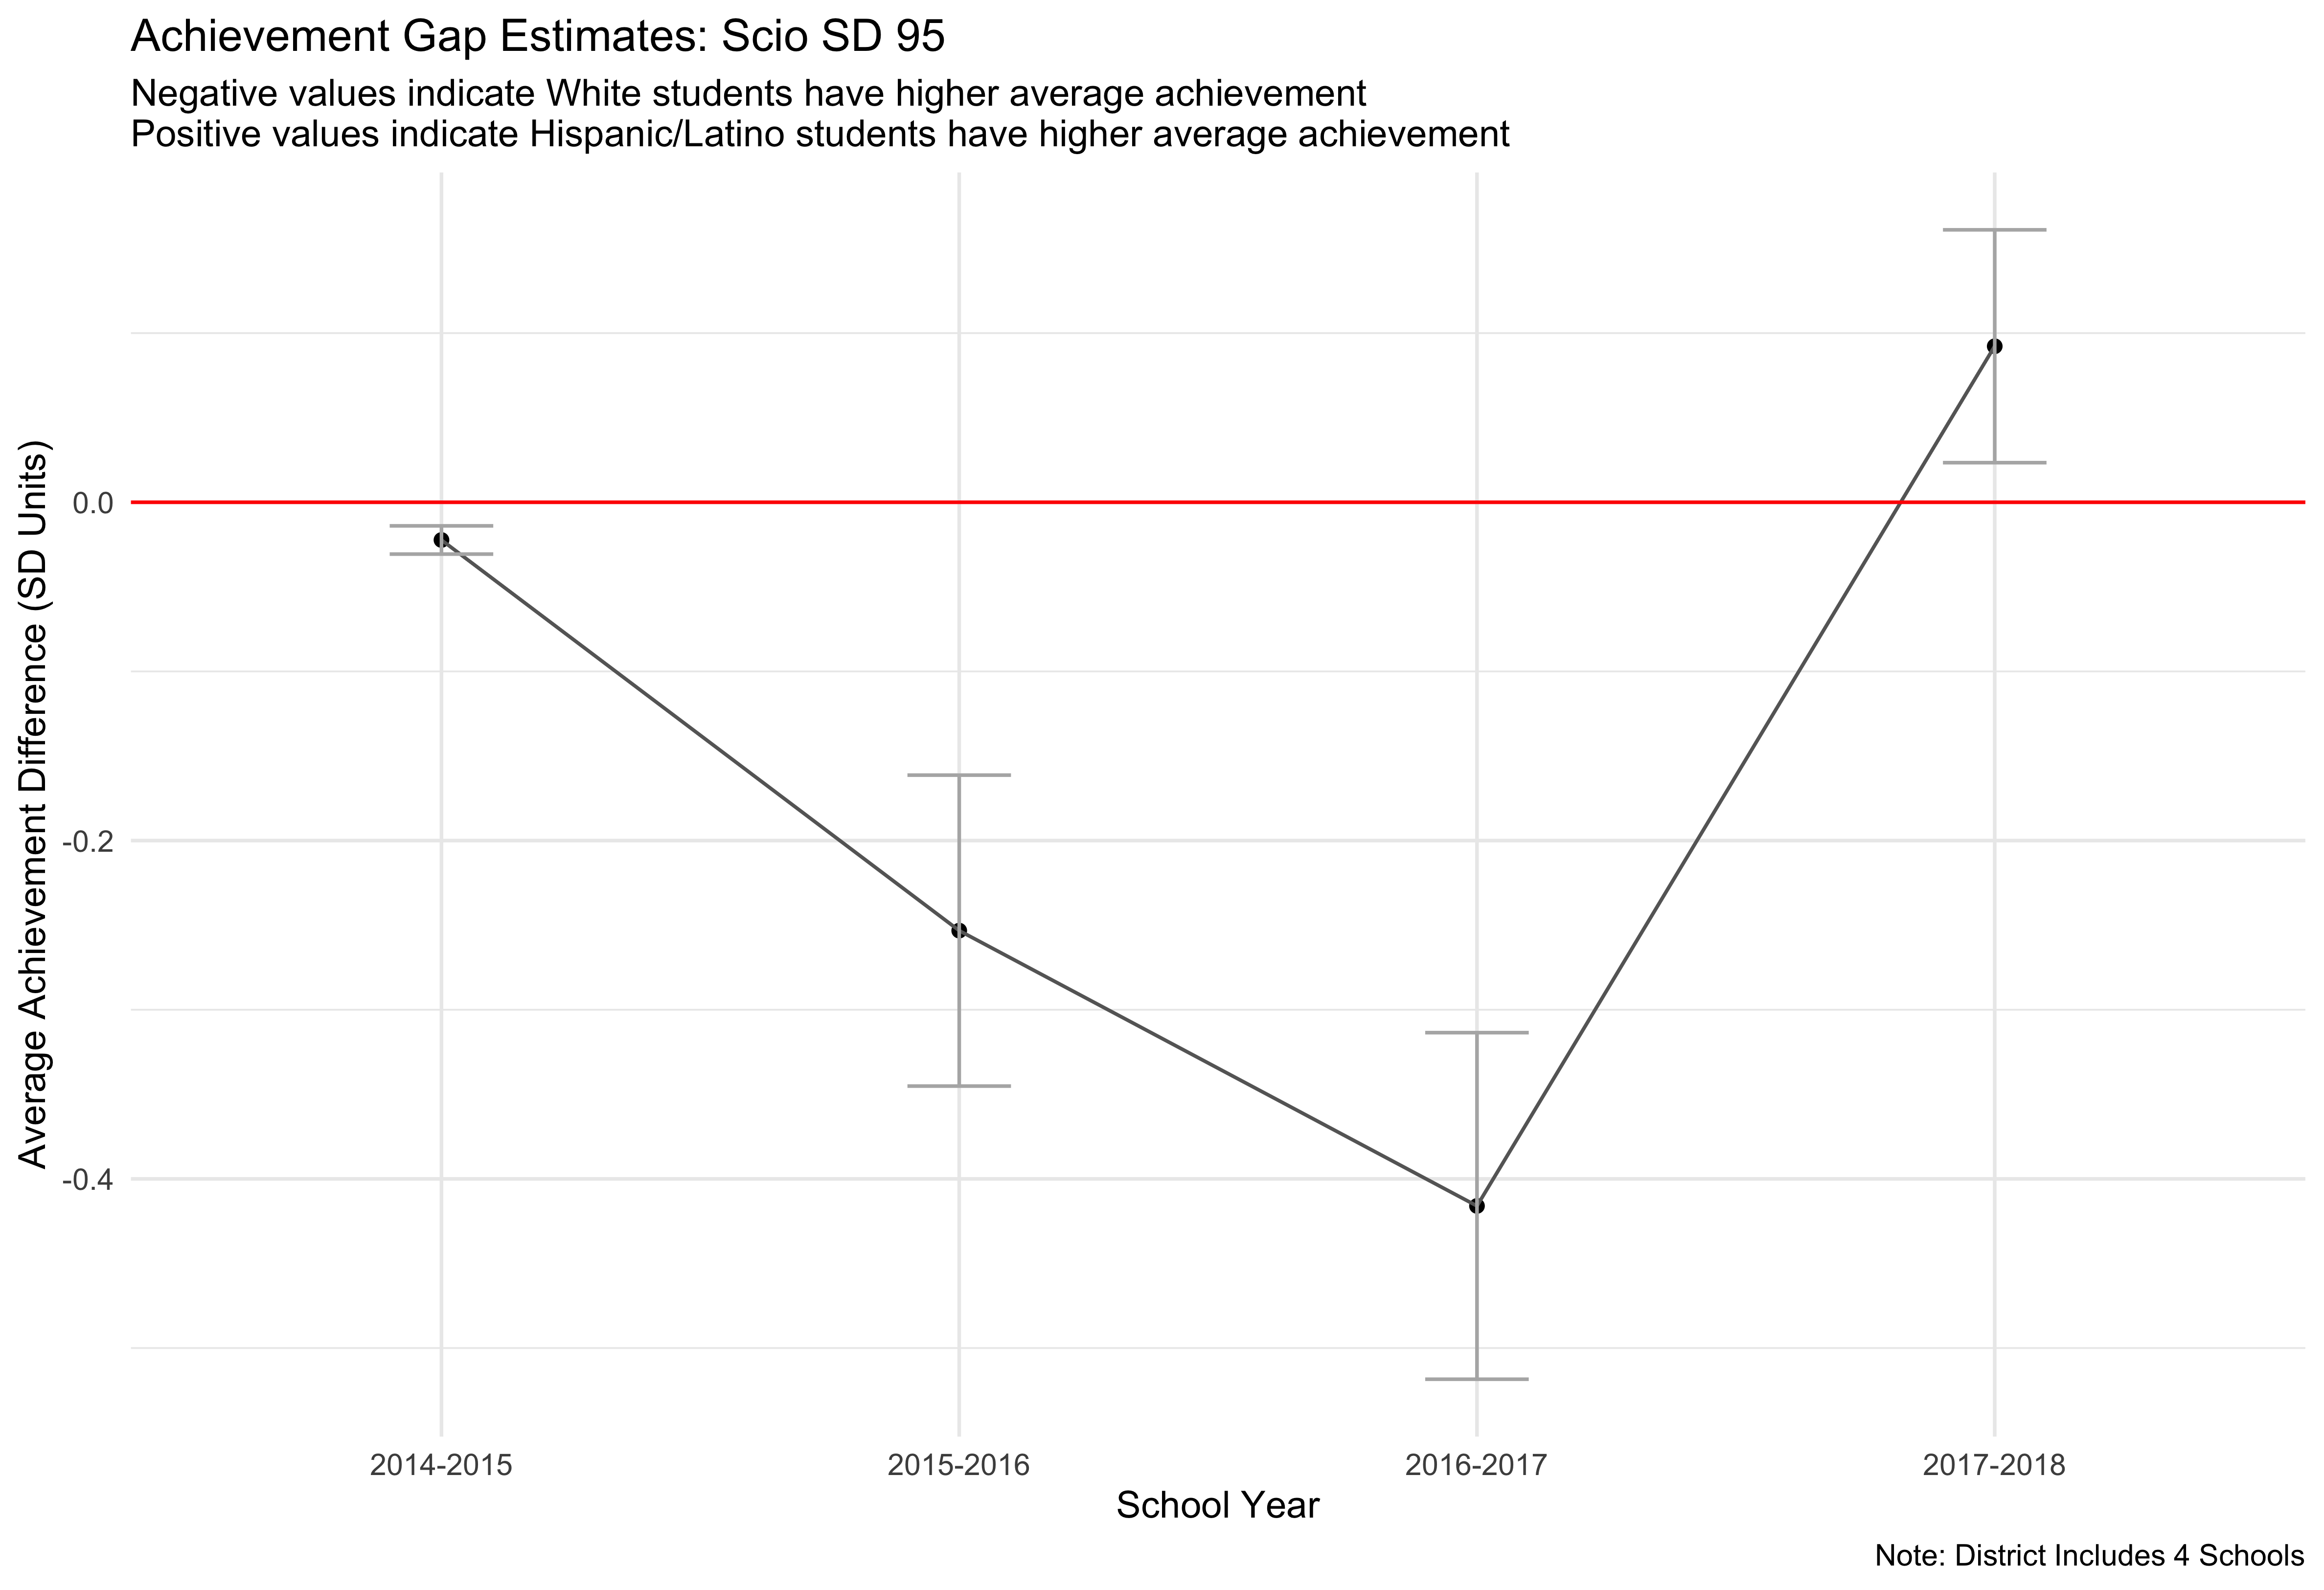 Achievement Gap Estimates: Scio SD 95
Negative values indicate White students have higher average achievement
Positive values indicate Hispanic/Latino students have higher average achievement
Average Achievement Difference (SD Units)
0.0
-0.2
-0.4
2014-2015
2015-2016
2016-2017
2017-2018
School Year
Note: District Includes 4 Schools